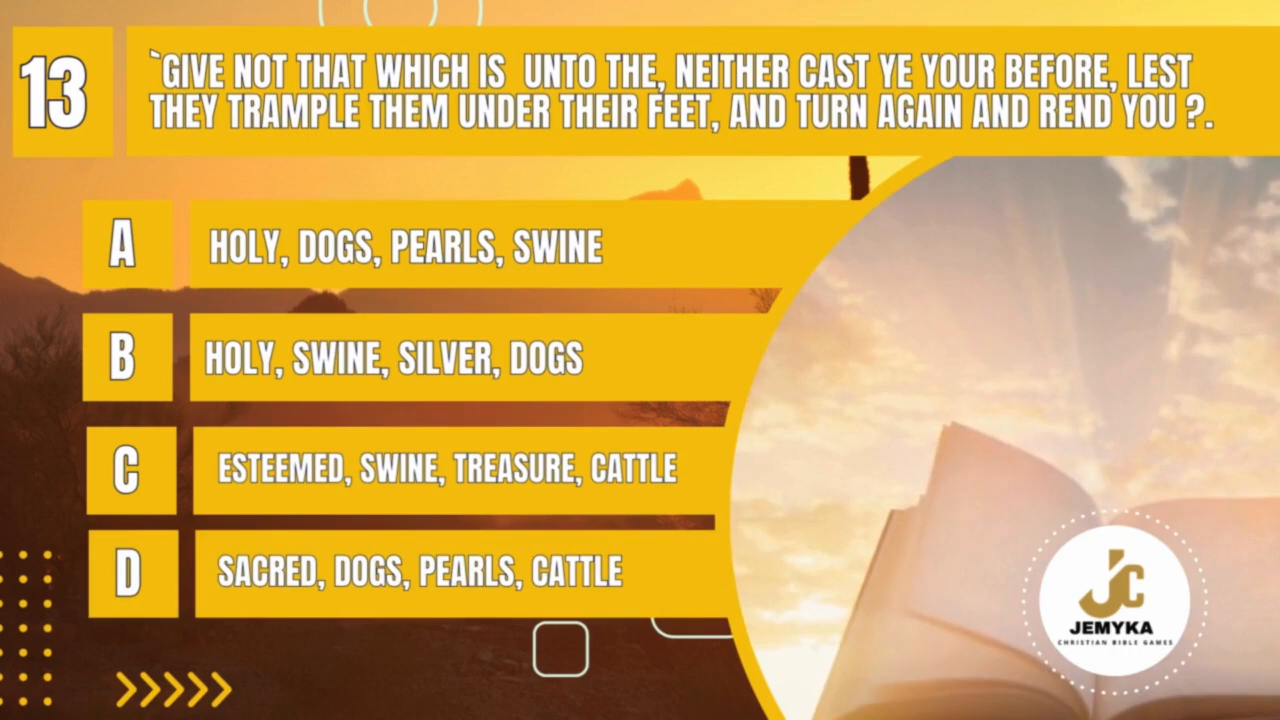 13
`GIVE NOT THAT WHICH IS  UNTO THE, NEITHER CAST YE YOUR BEFORE, LEST
THEY TRAMPLE THEM UNDER THEIR FEET, AND TURN AGAIN AND REND YOU ?.
A
HOLY, DOGS, PEARLS, SWINE
B
HOLY, SWINE, SILVER, DOGS
C
ESTEEMED, SWINE, TREASURE, CATTLE
D
SACRED, DOGS, PEARLS, CATTLE
JC
JEMYKA
CHRISTIAN BIBLE GAMES